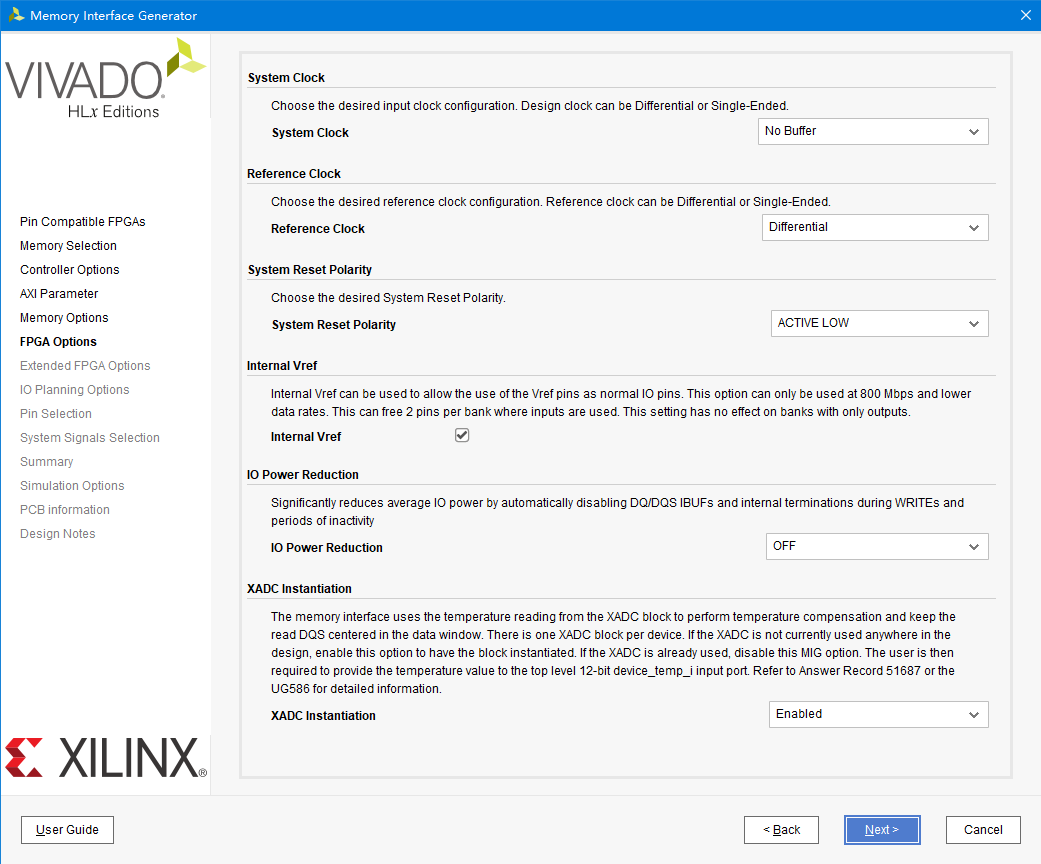 Memory Interface Generator
VIVADO.
HLx Editions
Pin Compatible FPGAs
Memory Selection
Controller Options
AXI Parameter
Memory Options
FPGA Options
Extended FPGA Options
IO Planning Options
Pin Selection
System Signals Selection
Summary
Simulation Options
PCB information
Design Notes
XILINX®
System Clock
Choose the desired input clock configuration. Design clock can be Differential or Single-Ended.
System Clock No Buffer
Reference Clock
Choose the desired reference clock configuration. Reference clock can be Differential or Single-Ended.
Reference Clock Differential
System Reset Polarity
Choose the desired System Reset Polarity.
System Reset Polarity ACTIVE LOW
Internal Vref
Internal Vref can be used to allow the use of the Vref pins as normal IO pins. This option can only be used at 800 Mbps and lower
data rates. This can free 2 pins per bank where inputs are used. This setting has no effect on banks with only outputs.
Internal Vref
IO Power Reduction
Significantly reduces average IO power by automatically disabling DQ/DQS IBUFs and internal terminations during WRITEs and
periods of inactivity
IO Power Reduction OFF
XADC Instantiation
The memory interface uses the temperature reading from the XADC block to perform temperature compensation and keep the
read DQS centered in the data window. There is one XADC block per device. If the XADC is not currently used anywhere in the
design, enable this option to have the block instantiated. If the XADC is already used, disable this MIG option. The user is then
required to provide the temperature value to the top level 12-bit device_temp_i input port. Refer to Answer Record 51687 or the
UG586 for detailed information.
XADC Instantiation Enabled
User Guide
< Back
Next >
Cancel